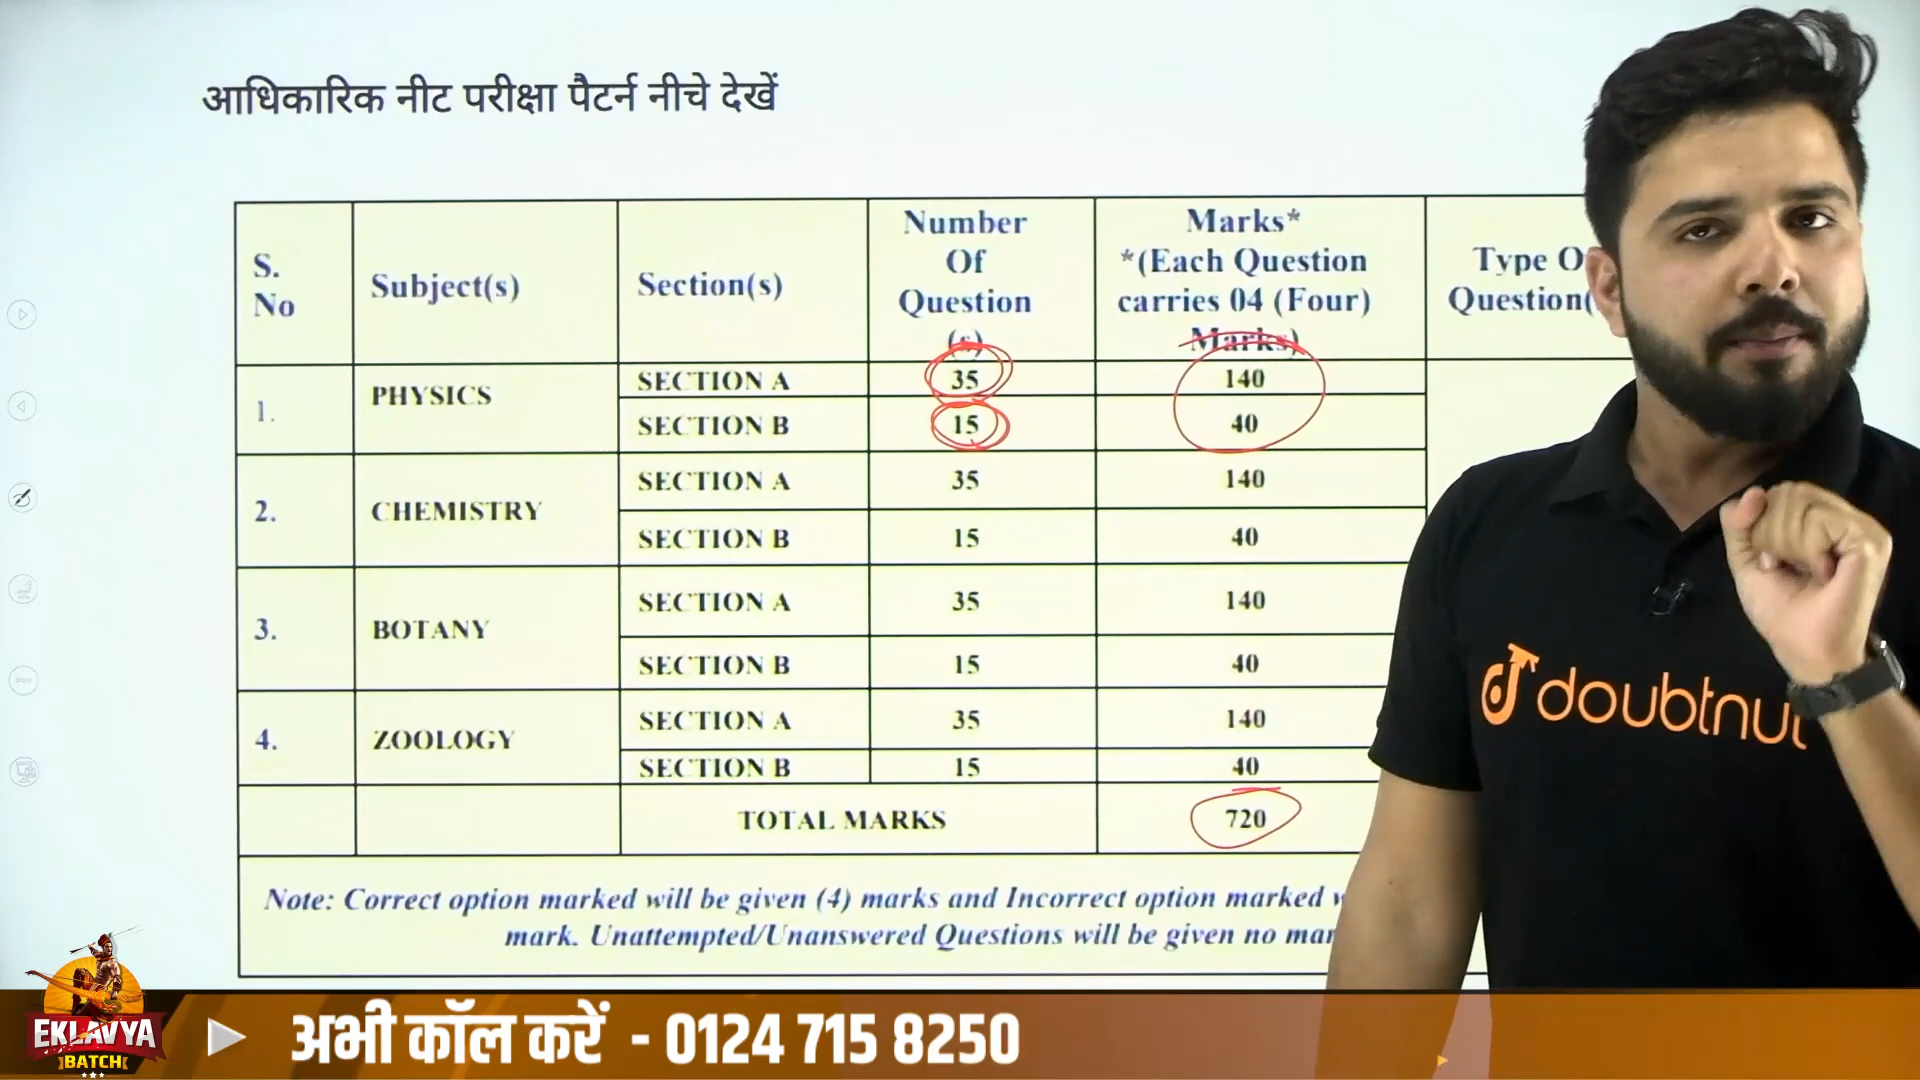 आधिकारिक नीट परीक्षा पैटर्न नीचे देखें
S. No
Subject(s)
Section(s)
Number Of Question (s)
Marks*
*(Each Question carries 04 (Four) Marks)
Type O
Question(
1.
PHYSICS
SECTION A
35
140
SECTION B
15
40
2.
CHEMISTRY
SECTION A
35
140
SECTION B
15
40
3.
BOTANY
SECTION A
35
140
SECTION B
15
40
4.
ZOOLOGY
SECTION A
35
140
SECTION B
15
40
TOTAL MARKS
720
Note: Correct option marked will be given (4) marks and Incorrect option marked
mark. Unattempted/Unanswered Questions will be given no
doubtnut
EKLAVYA
BATCH
अभी कॉल करें - 0124 715 8250